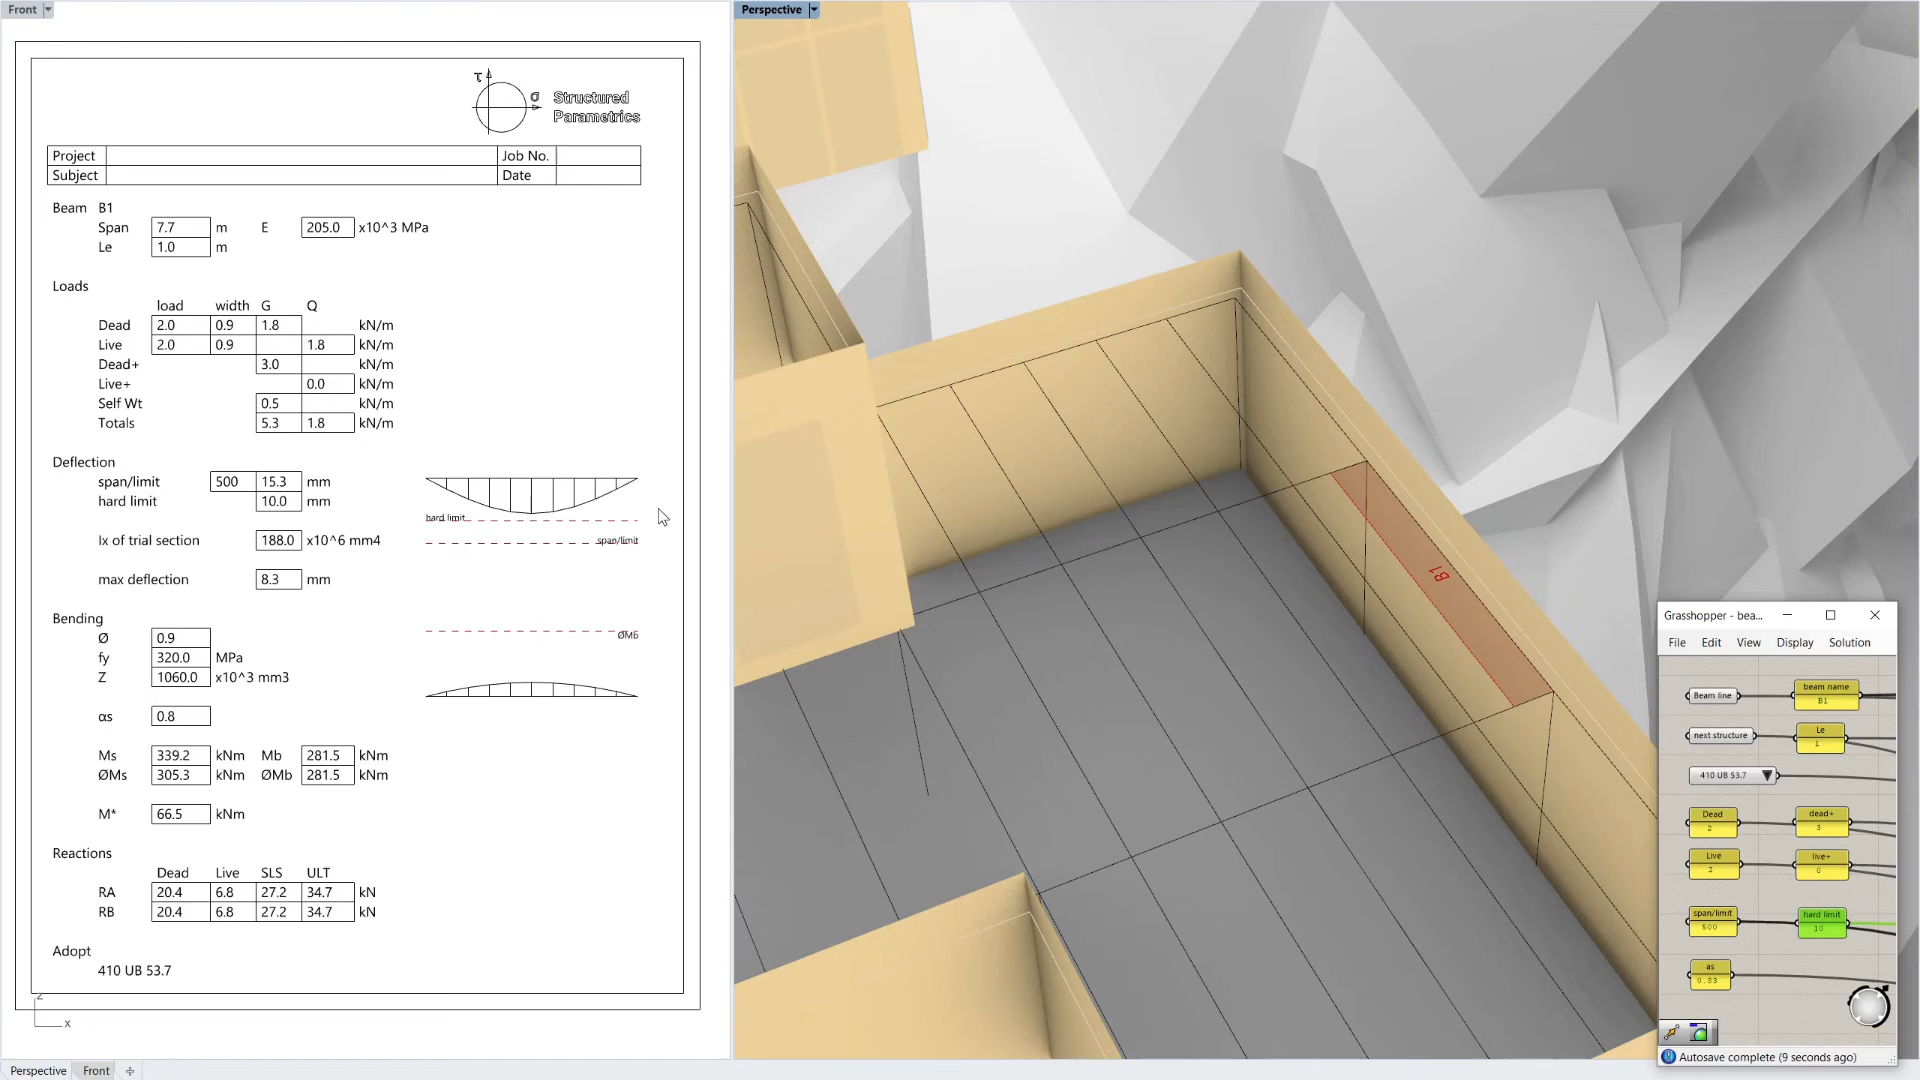 Front
Perspective
τ
σ
Structured
Parametrics
Project Job No.
Subject Date
Beam B1
Span 7.7 m E 205.0 x10^3 MPa
Le 1.0 m
Loads
load width G Q
Dead 2.0 0.9 1.8 kN/m
Live 2.0 0.9 1.8 kN/m
Dead+ 3.0 kN/m
Live+ 0.0 kN/m
Self Wt 0.5 kN/m
Totals 5.3 1.8 kN/m
Deflection
span/limit 500 15.3 mm
hard limit 10.0 mm
hard limit
Ix of trial section 188.0 x10^6 mm4
span/limit
max deflection 8.3 mm
Bending
Ø 0.9
ØMb
fy 320.0 MPa
Z 1060.0 x10^3 mm3
αs 0.8
Ms 339.2 kNm Mb 281.5 kNm
ØMs 305.3 kNm ØMb 281.5 kNm
M* 66.5 kNm
Reactions
Dead Live SLS ULT
RA 20.4 6.8 27.2 34.7 kN
RB 20.4 6.8 27.2 34.7 kN
Adopt
410 UB 53.7
z
x
Perspective Front
B1
Grasshopper - bea...
File Edit View Display Solution
Beam line
beam name
B1
next structure
Le
1
410 UB 53.7
Dead
2
dead+
3
Live
2
live+
0
span/limit
500
hard limit
10
as
0.83
Autosave complete (9 seconds ago)